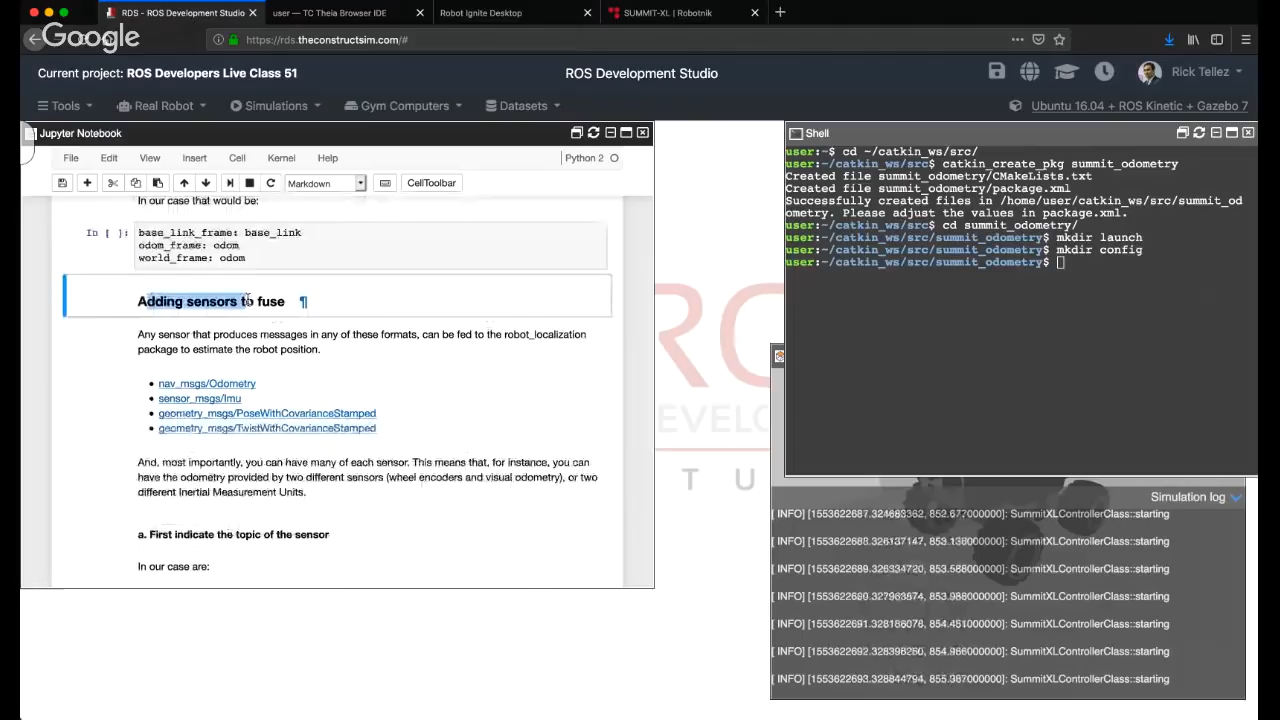 RDS - ROS Development Studio
user — TC Theia Browser IDE
Robot Ignite Desktop
SUMMIT-XL | Robotnik
Google
https://rds.theconstructsim.com/#
Current project: ROS Developers Live Class 51
ROS Development Studio
Rick Tellez
Tools
Real Robot
Simulations
Gym Computers
Datasets
Ubuntu 16.04 + ROS Kinetic + Gazebo 7
Jupyter Notebook
File Edit View Insert Cell Kernel Help
Python 2
Markdown
CellToolbar
In our case that would be:
In [ ]:
base_link_frame: base_link
odom_frame: odom
world_frame: odom
Adding sensors to fuse ¶
Any sensor that produces messages in any of these formats, can be fed to the robot_localization
package to estimate the robot position.
• nav_msgs/Odometry
• sensor_msgs/Imu
• geometry_msgs/PoseWithCovarianceStamped
• geometry_msgs/TwistWithCovarianceStamped
And, most importantly, you can have many of each sensor. This means that, for instance, you can
have the odometry provided by two different sensors (wheel encoders and visual odometry), or two
different Inertial Measurement Units.
a. First indicate the topic of the sensor
In our case are:
Shell
user:~$ cd ~/catkin_ws/src/
user:~/catkin_ws/src$ catkin_create_pkg summit_odometry
Created file summit_odometry/CMakeLists.txt
Created file summit_odometry/package.xml
Successfully created files in /home/user/catkin_ws/src/summit_od
ometry. Please adjust the values in package.xml.
user:~/catkin_ws/src$ cd summit_odometry/
user:~/catkin_ws/src/summit_odometry$ mkdir launch
user:~/catkin_ws/src/summit_odometry$ mkdir config
user:~/catkin_ws/src/summit_odometry$
Simulation log
SummitXLControllerClass::starting
SummitXLControllerClass::starting
SummitXLControllerClass::starting
SummitXLControllerClass::starting
SummitXLControllerClass::starting
SummitXLControllerClass::starting
SummitXLControllerClass::starting